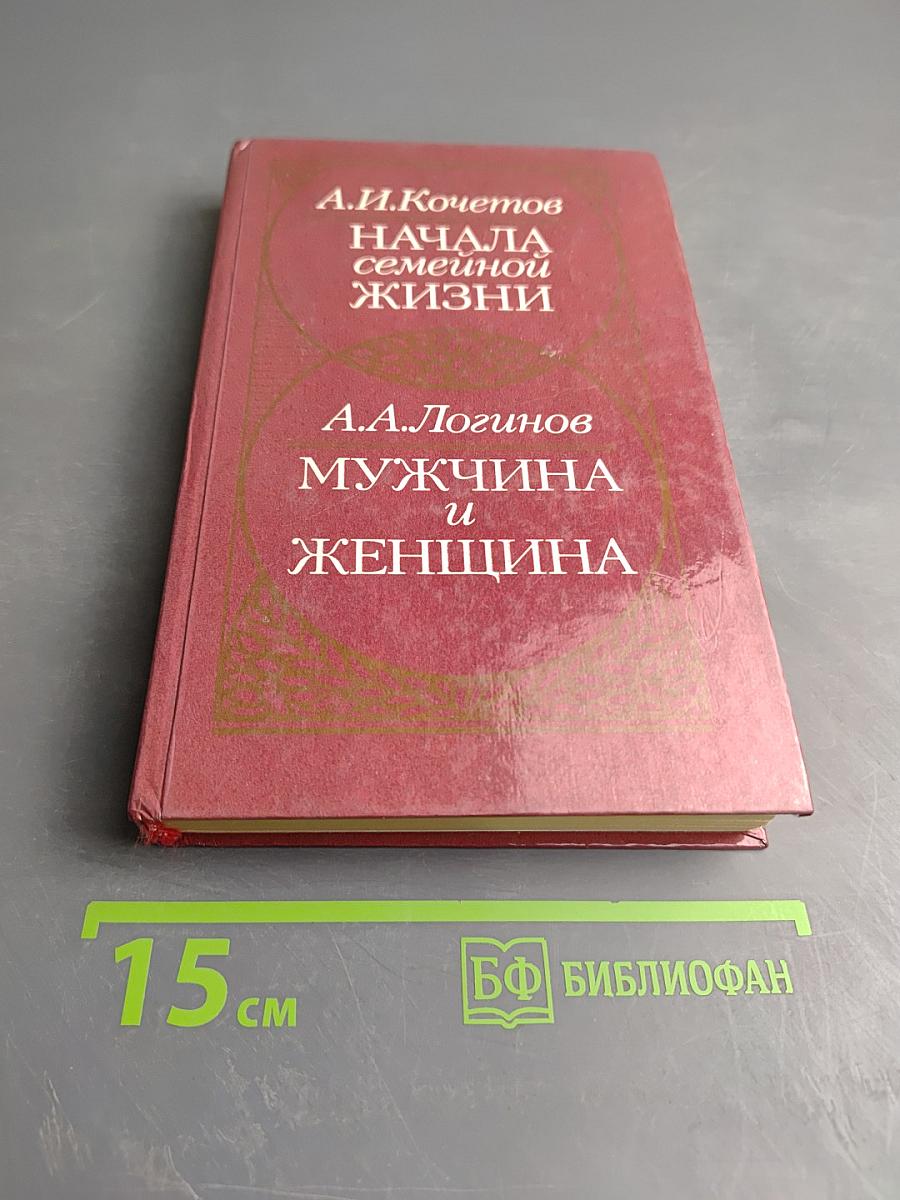 А.И.Кочетов
НАЧАЛА
семейной
ЖИЗНИ
А.А.Логинов
МУЖЧИНА
и
ЖЕНЩИНА
15 см
БФ БИБЛИОФАН